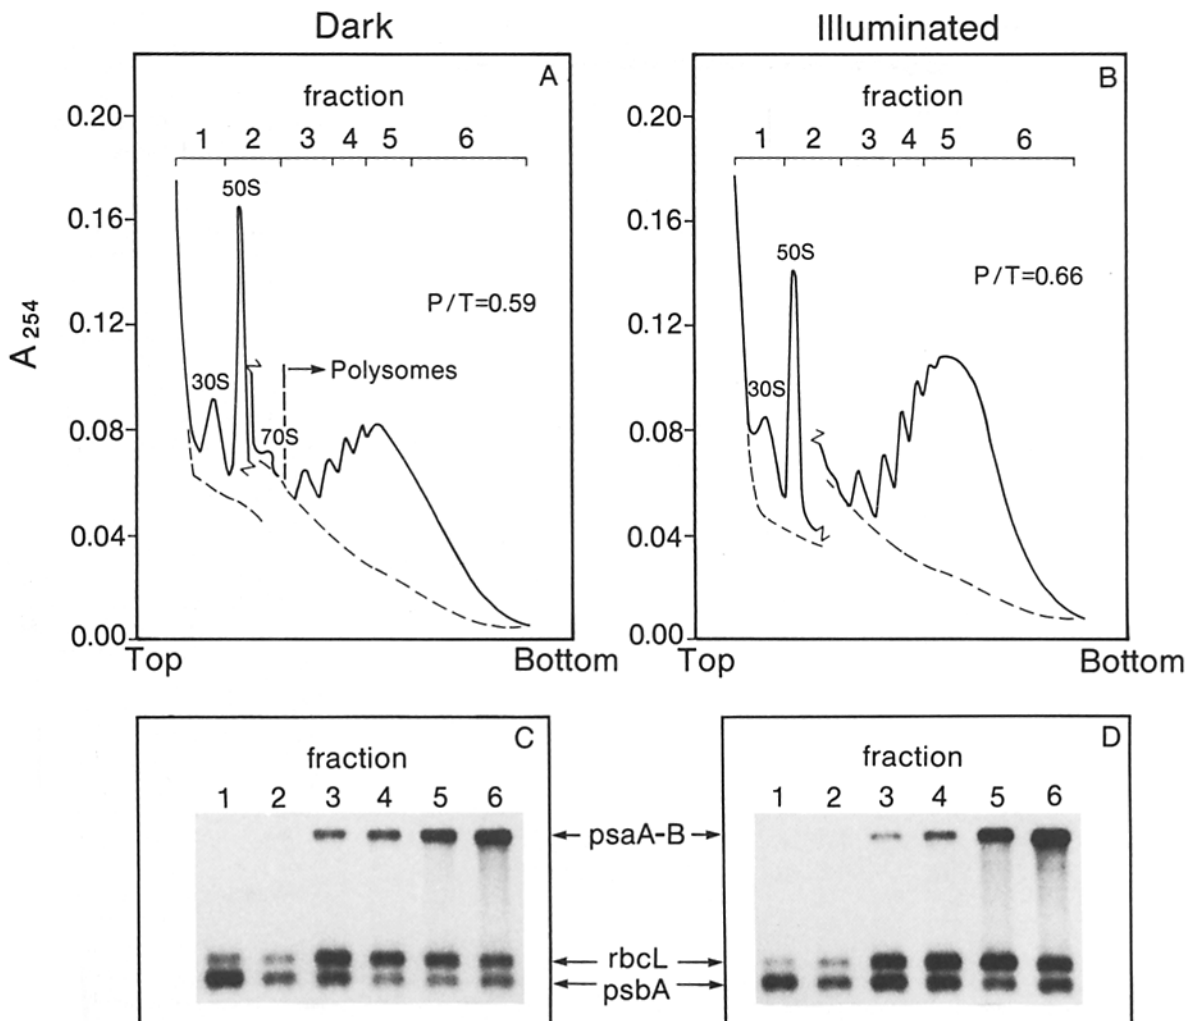 Dark
Illuminated
A
fraction
1 2 3 4 5 6
50S
30S
70S
Polysomes
P/T=0.59
0.20
0.16
0.12
0.08
0.04
0.00
A254
Top
Bottom
B
fraction
1 2 3 4 5 6
50S
30S
P/T=0.66
0.20
0.16
0.12
0.08
0.04
0.00
Top
Bottom
C
fraction
1 2 3 4 5 6
psaA-B
rbcL
psbA
D
fraction
1 2 3 4 5 6